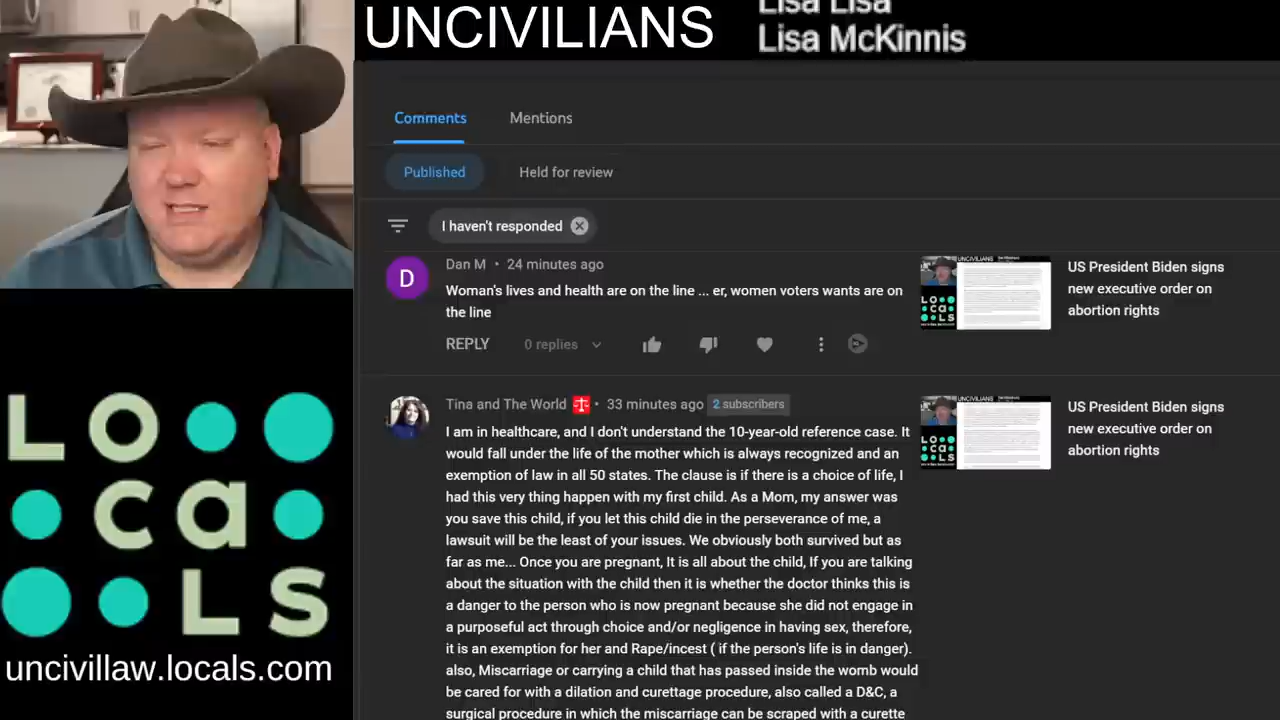 UNCIVILIANS
Lisa Lisa
Lisa McKinnis
Comments
Mentions
Published
Held for review
I haven't responded
D
Dan M • 24 minutes ago
Woman's lives and health are on the line ... er, women voters wants are on
the line
REPLY
0 replies
US President Biden signs
new executive order on
abortion rights
Tina and The World • 33 minutes ago 2 subscribers
I am in healthcare, and I don't understand the 10-year-old reference case. It
would fall under the life of the mother which is always recognized and an
exemption of law in all 50 states. The clause is if there is a choice of life, I
had this very thing happen with my first child. As a Mom, my answer was
you save this child, if you let this child die in the perseverance of me, a
lawsuit will be the least of your issues. We obviously both survived but as
far as me... Once you are pregnant, It is all about the child, If you are talking
about the situation with the child then it is whether the doctor thinks this is
a danger to the person who is now pregnant because she did not engage in
a purposeful act through choice and/or negligence in having sex, therefore,
it is an exemption for her and Rape/incest ( if the person's life is in danger).
also, Miscarriage or carrying a child that has passed inside the womb would
be cared for with a dilation and curettage procedure, also called a D&C, a
surgical procedure in which the miscarriage can be scraped with a curette
US President Biden signs
new executive order on
abortion rights
LO
ca
LS
uncivillaw.locals.com